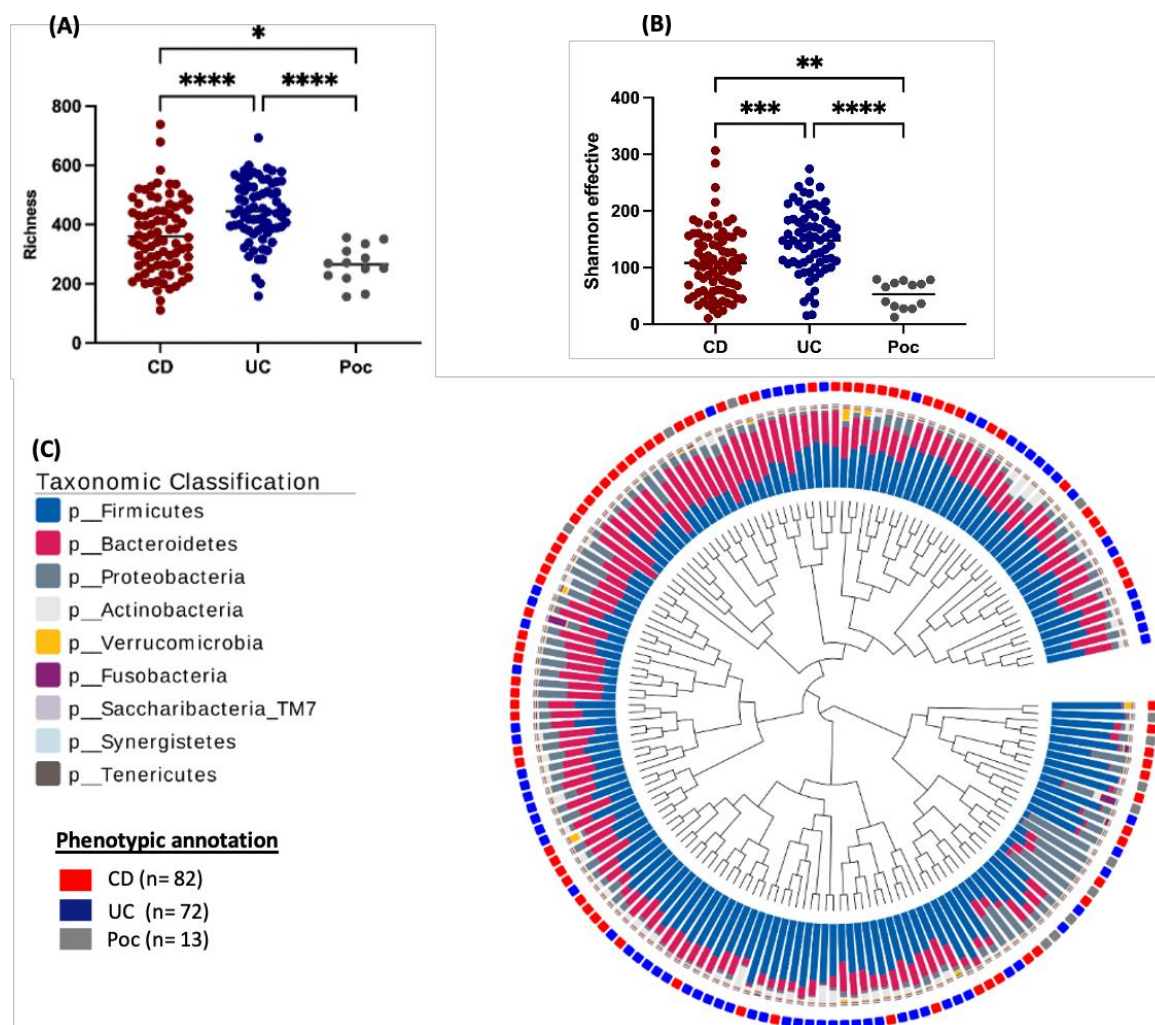 (A)
*
**** ****
800
600
400
200
0
Richness
CD UC Poc
(B)
**
*** ****
400
300
200
100
0
Shannon effective
CD UC Poc
(C)
Taxonomic Classification
p__Firmicutes
p__Bacteroidetes
p__Proteobacteria
p__Actinobacteria
p__Verrucomicrobia
p__Fusobacteria
p__Saccharibacteria_TM7
p__Synergistetes
p__Tenericutes
Phenotypic annotation
CD (n= 82)
UC (n= 72)
Poc (n= 13)